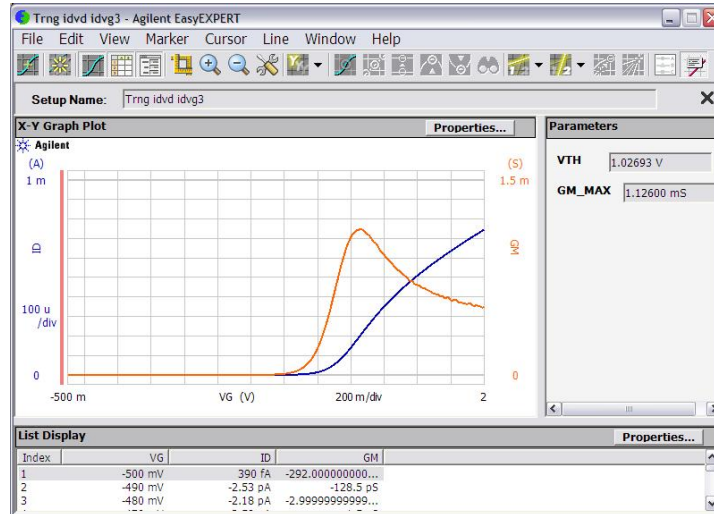 Trng idvd idvg3 - Agilent EasyEXPERT
File Edit View Marker Cursor Line Window Help
Setup Name: Trng idvd idvg3
X-Y Graph Plot Properties...
Agilent
(A) (S)
1 m 1.5 m
ID GM
100 u
/div
0 0
-500 m VG (V) 200 m/div 2
Parameters
VTH 1.02693 V
GM_MAX 1.12600 mS
List Display Properties...
Index VG ID GM
1 -500 mV 390 fA -292.000000000...
2 -490 mV -2.53 pA -128.5 pS
3 -480 mV -2.18 pA -2.99999999999...